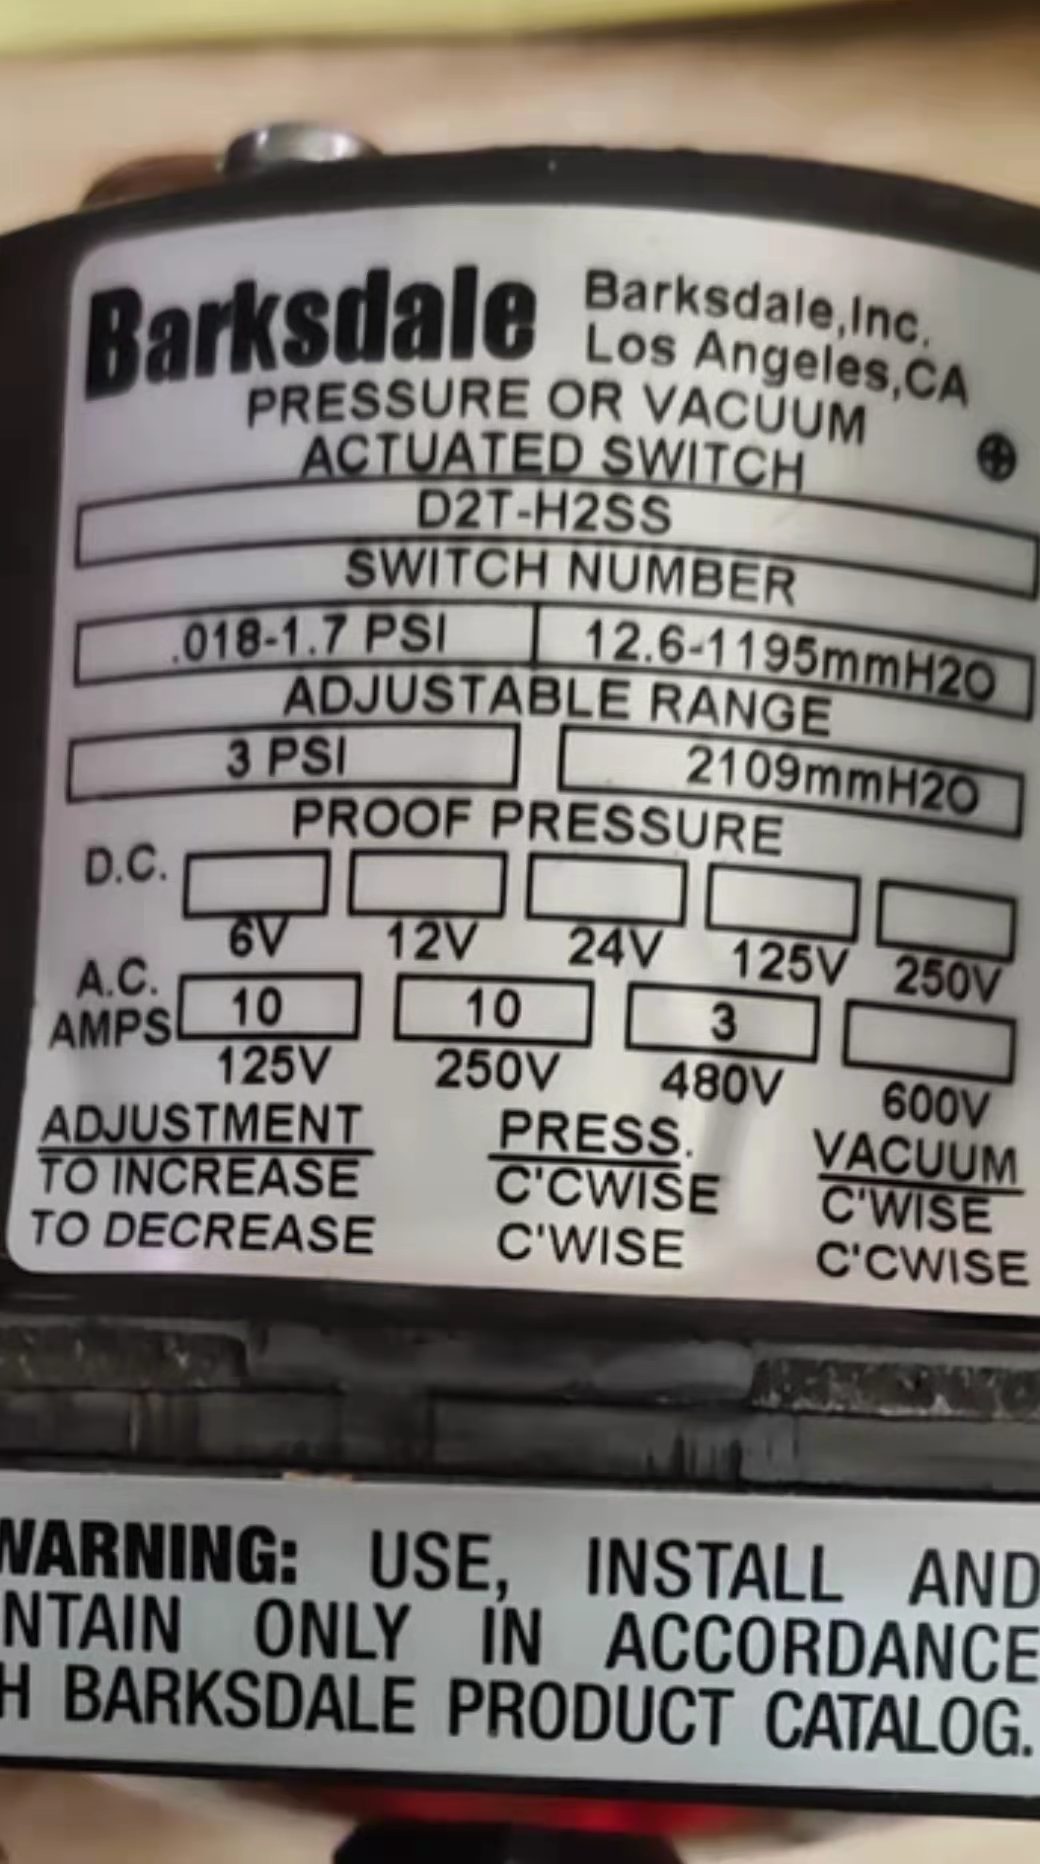 Barksdale
Barksdale,Inc.
Los Angeles,CA
PRESSURE OR VACUUM
ACTUATED SWITCH
D2T-H2SS
SWITCH NUMBER
.018-1.7 PSI 12.6-1195mmH2O
ADJUSTABLE RANGE
3 PSI 2109mmH2O
PROOF PRESSURE
D.C.
6V 12V 24V 125V 250V
A.C.
AMPS 10 10 3
125V 250V 480V 600V
ADJUSTMENT PRESS. VACUUM
TO INCREASE C'CWISE C'WISE
TO DECREASE C'WISE C'CWISE
WARNING: USE, INSTALL AND
NTAIN ONLY IN ACCORDANCE
H BARKSDALE PRODUCT CATALOG.